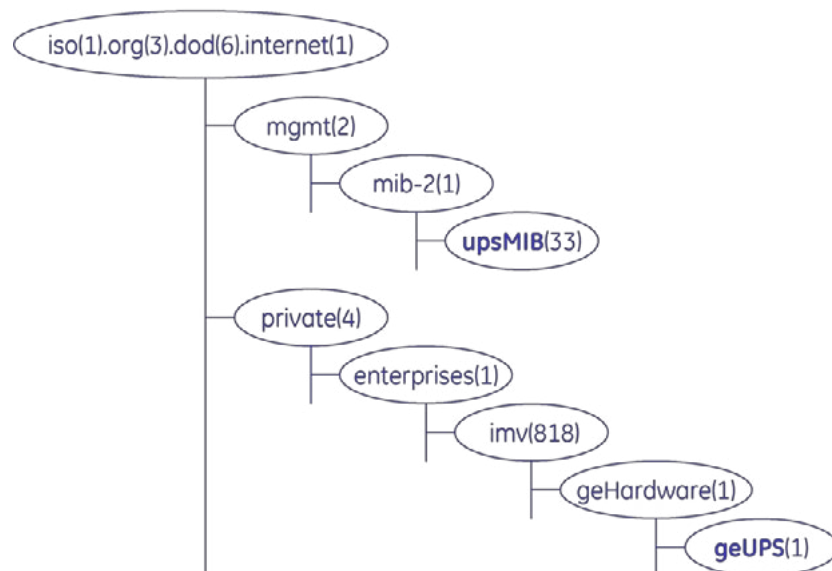 iso(1).org(3).dod(6).internet(1)
mgmt(2)
mib-2(1)
upsMIB(33)
private(4)
enterprises(1)
imv(818)
geHardware(1)
geUPS(1)